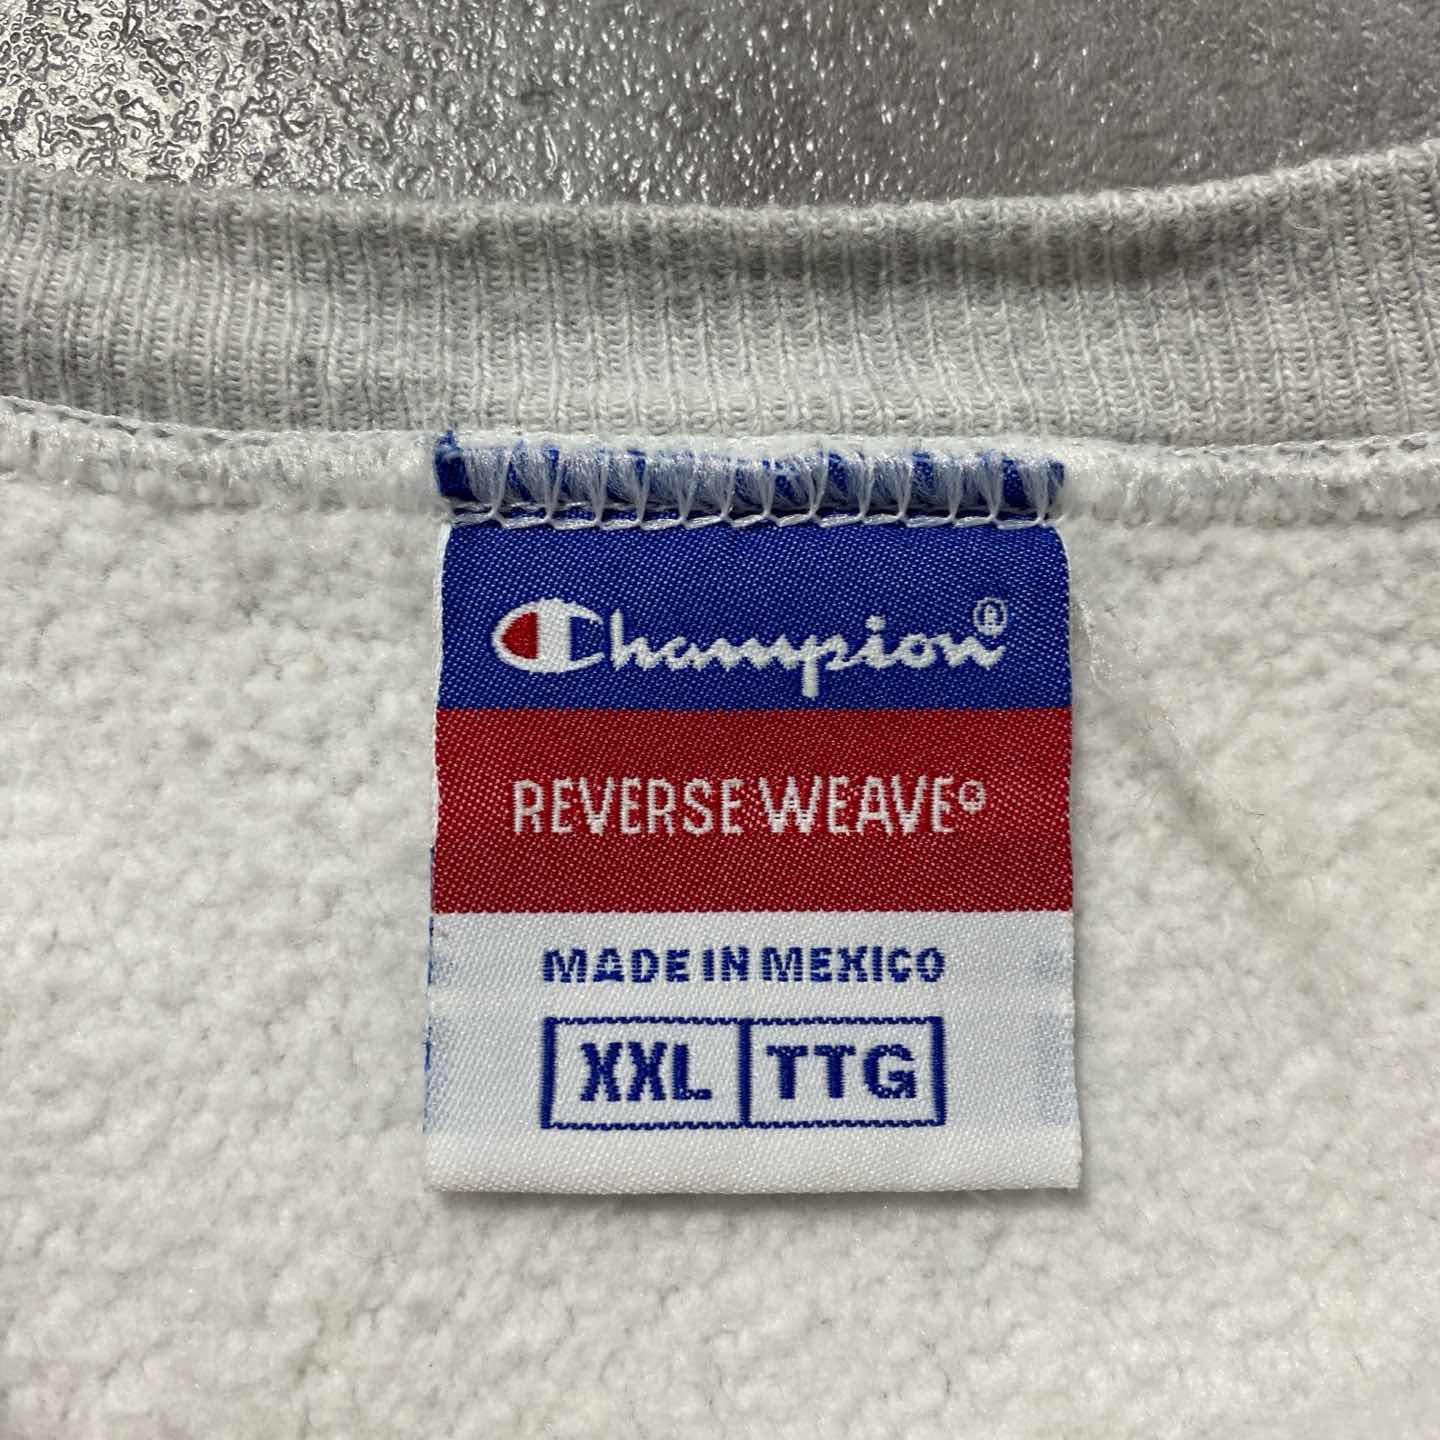 Champion®
REVERSE WEAVE®
MADE IN MEXICO
XXL TTG